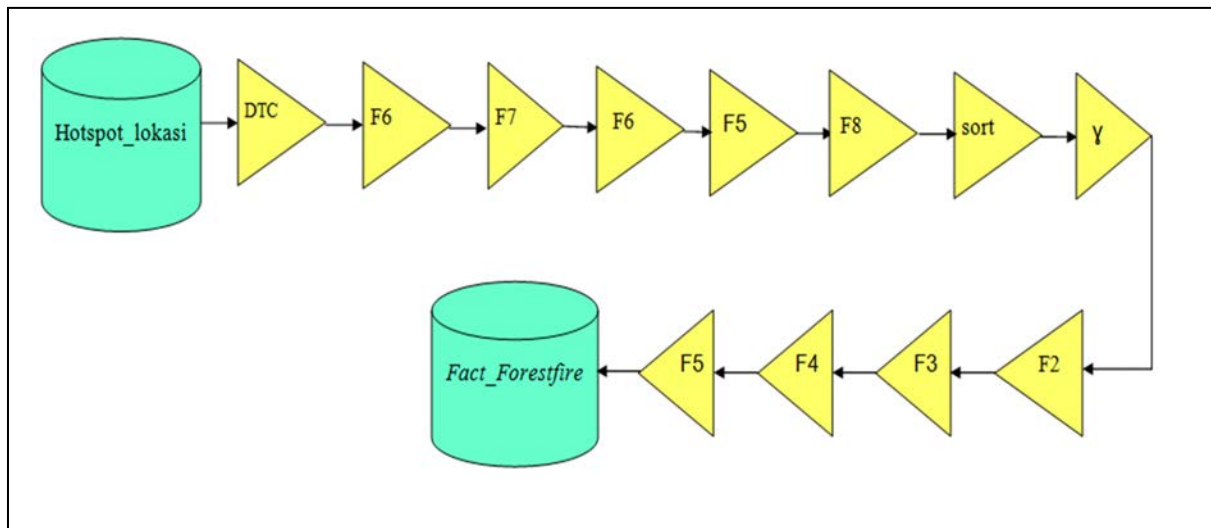 Hotspot_lokasi
DTC
F6
F7
F6
F5
F8
sort
Ɣ
Fact_Forestfire
F5
F4
F3
F2